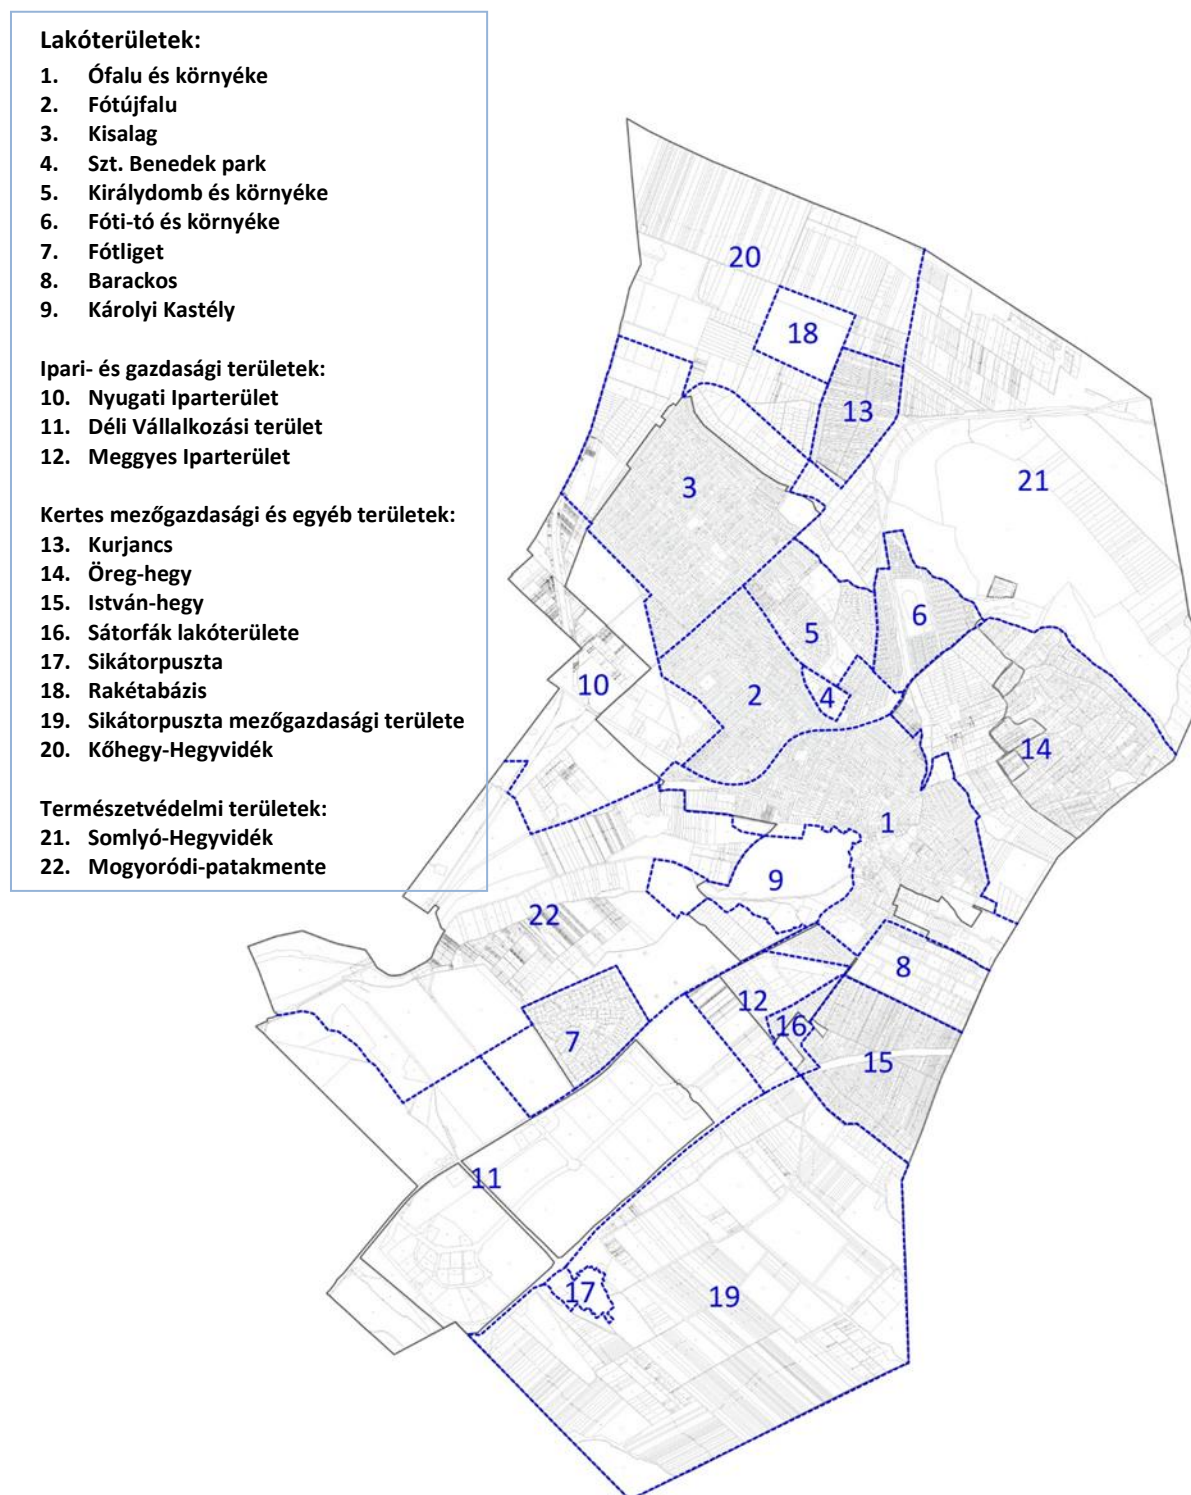 Lakóterületek:
1. Ófalu és környéke
2. Fótújfalu
3. Kisalag
4. Szt. Benedek park
5. Királydomb és környéke
6. Fóti-tó és környéke
7. Fótliget
8. Barackos
9. Károlyi Kastély
Ipari- és gazdasági területek:
10. Nyugati Iparterület
11. Déli Vállalkozási terület
12. Meggyes Iparterület
Kertes mezőgazdasági és egyéb területek:
13. Kurjancs
14. Öreg-hegy
15. István-hegy
16. Sátorfák lakóterülete
17. Sikátorpuszta
18. Rakétabázis
19. Sikátorpuszta mezőgazdasági területe
20. Kőhegy-Hegyvidék
Természetvédelmi területek:
21. Somlyó-Hegyvidék
22. Mogyoródi-patakmente
20
18
13
21
3
6
5
10
2
4
14
1
9
22
8
12
16
7
15
11
17
19